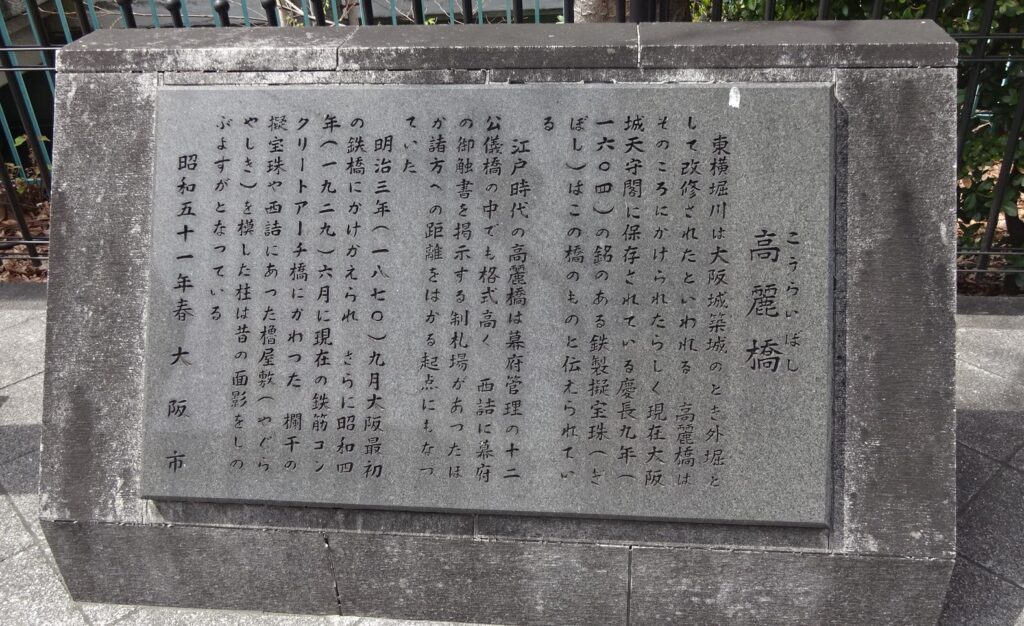 こうらいばし
高麗橋
東横堀川は大阪城築城のとき外堀と
して改修されたといわれる 高麗橋は
そのころにかけられたらしく 現在大阪
城天守閣に保存されている慶長九年(
一六〇四)の銘のある鉄製擬宝珠(ぎ
ぼし)はこの橋のものと伝えられてい
る
江戸時代の高麗橋は幕府管理の十二
公儀橋の中でも格式高く 西詰に幕府
の御触書を掲示する制札場があったほ
か諸方への距離をはかる起点にもなっ
ていた
明治三年(一八七〇)九月大阪最初
の鉄橋にかけかえられ さらに昭和四
年(一九二九)六月に現在の鉄筋コン
クリートアーチ橋にかわった 欄干の
擬宝珠や西詰にあった櫓屋敷(やぐら
やしき)を模した柱は昔の面影をしの
ぶよすがとなっている
昭和五十一年春 大阪市